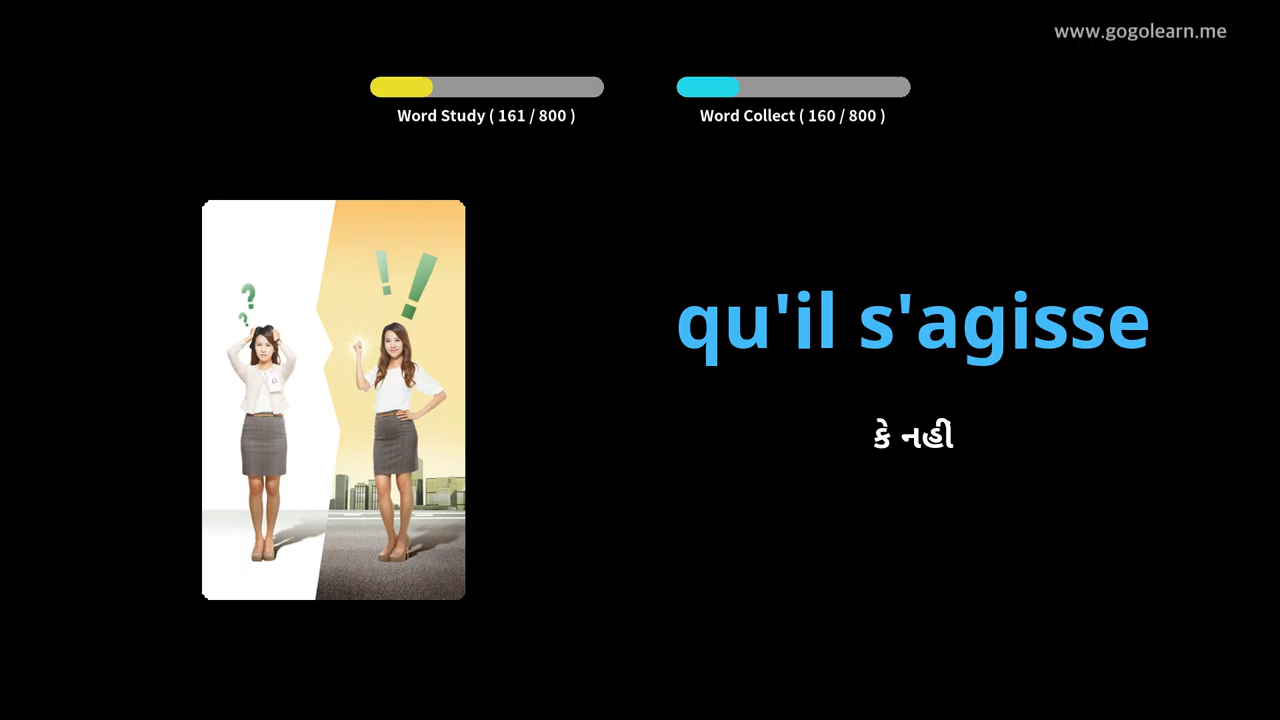 www.gogolearn.me
Word Study ( 161 / 800 )
Word Collect ( 160 / 800 )
qu'il s'agisse
કે નહીં